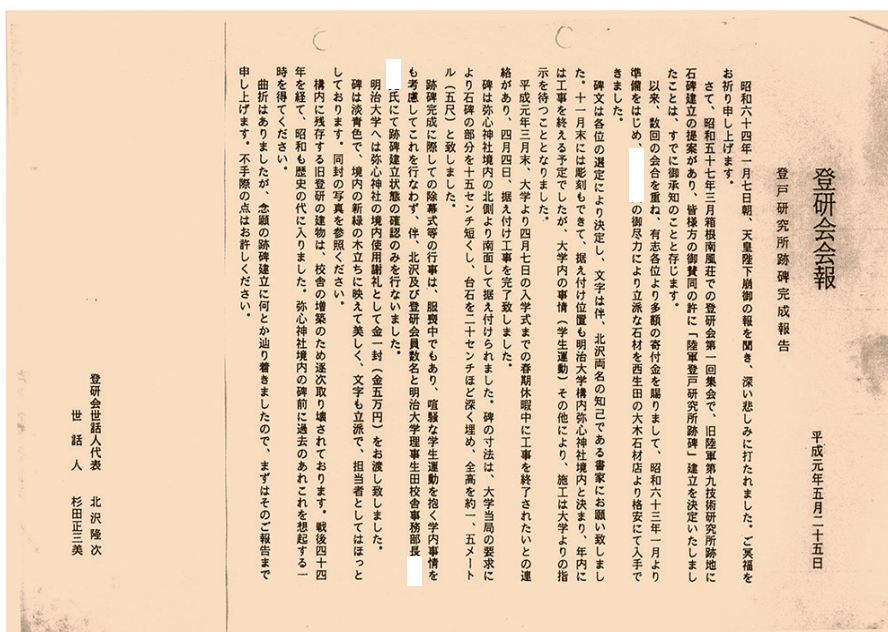 登研会会報
平成元年五月二十五日
登戸研究所跡碑完成報告
昭和六十四年一月七日朝、天皇陛下崩御の報を聞き、深い悲しみに打たれました。ご冥福を
お祈り申し上げます。
さて、昭和五十七年三月箱根南風荘での登研会第一回集会で、旧陸軍第九技術研究所跡地に
石碑建立の提案があり、皆様方の御賛同の許に「陸軍登戸研究所跡碑」建立を決定いたしまし
たことは、すでに御承知のことと存じます。
以来、数回の会合を重ね、有志各位より多額の寄付金を賜りまして、昭和六十三年一月より
準備をはじめ、
の御尽力により立派な石材を西生田の大木石材店より格安にて入手で
きました。
碑文は各位の選定により決定し、文字は伴、北沢両名の知己である書家にお願い致しまし
た。十一月末には彫刻もできて、据え付け位置も明治大学構内弥心神社境内と決まり、年内に
は工事を終える予定でしたが、大学内の事情(学生運動)その他により、施工は大学よりの指
示を待つこととなりました。
平成元年三月末、大学より四月七日の入学式までの春期休暇中に工事を終了されたいとの連
絡があり、四月四日、据え付け工事を完了致しました。
碑は弥心神社境内の北側より南面して据え付けられました。碑の寸法は、大学当局の要求に
より石碑の部分を十五センチ短くし、台石を二十センチほど深く埋め、全高を約一、五メート
ル(五尺)と致しました。
跡碑完成に際しての除幕式等の行事は、服喪中でもあり、喧騒な学生運動を抱く学内事情を
も考慮してこれを行なわず、伴、北沢及び登研会員数名と明治大学理事生田校舎事務部長
氏にて跡碑建立状態の確認のみを行ないました。
明治大学へは弥心神社の境内使用謝礼として金一封(金五万円)をお渡し致しました。
碑は淡青色で、境内の新緑の木立ちに映えて美しく、文字も立派で、担当者としてはほっと
しております。同封の写真を参照ください。
構内に残存する旧登研の建物は、校舎の増築のため逐次取り壊されております。戦後四十四
年を経て、昭和も歴史の代に入りました。弥心神社境内の碑前に過去のあれこれを想起する一
時を得てください。
曲折はありましたが、念願の跡碑建立に何とか辿り着きましたので、まずはそのご報告まで
申し上げます。不手際の点はお許しください。
登研会世話人代表 北沢隆次
世話人 杉田正三美